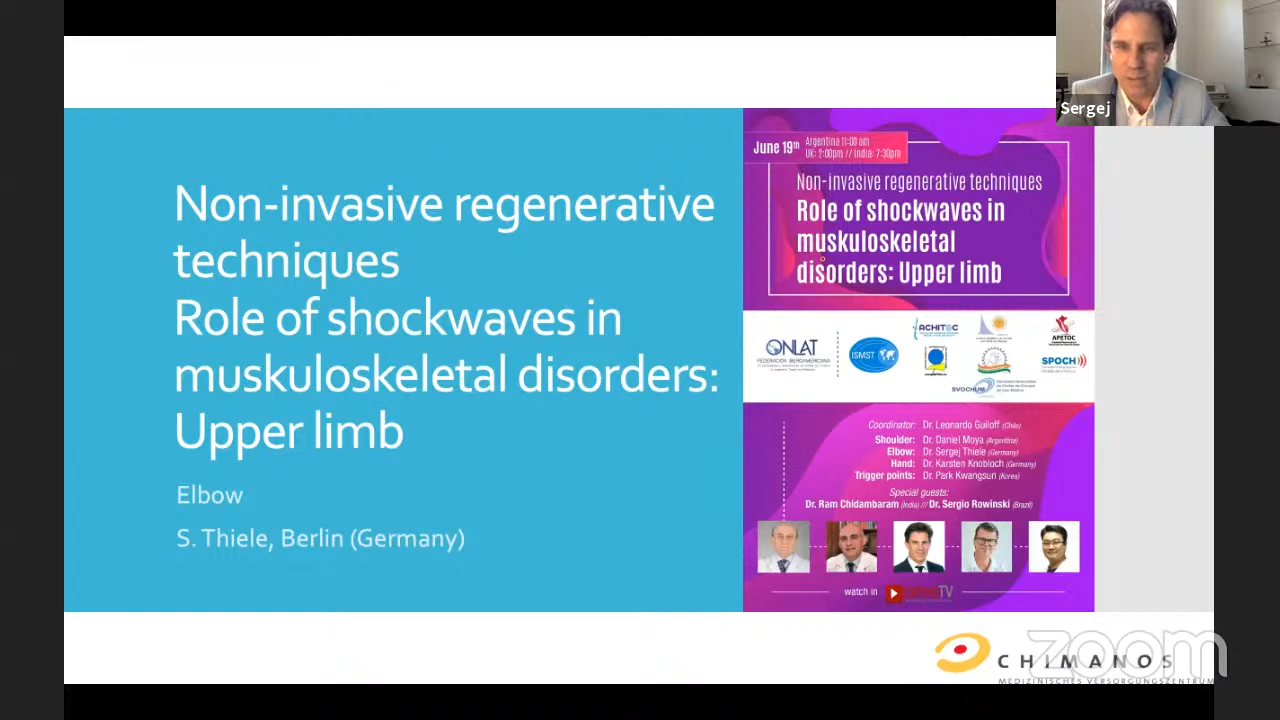 Sergej
Non-invasive regenerative
techniques
Role of shockwaves in
muskuloskeletal disorders:
Upper limb
Elbow
S. Thiele, Berlin (Germany)
June 19th
Argentina 11:00 am
UK: 2:00pm // India: 7:30pm
Non-invasive regenerative techniques
Role of shockwaves in
muskuloskeletal
disorders: Upper limb
ONLAT
FEDERACIÓN IBEROAMERICANA
ISMST
ACHITOC
APETOC
SPOCH
SVOCHUM
Coordinator: Dr. Leonardo Guiloff (Chile)
Shoulder: Dr. Daniel Moya (Argentina)
Elbow: Dr. Sergej Thiele (Germany)
Hand: Dr. Karsten Knobloch (Germany)
Trigger points: Dr. Park Kwangsun (Korea)
Special guests:
Dr. Ram Chidambaram (India) /// Dr. Sergio Rowinski (Brazil)
watch in
TV
zoom
CHIMANOS
MEDIZINISCHES VERSORGUNGSZENTRUM